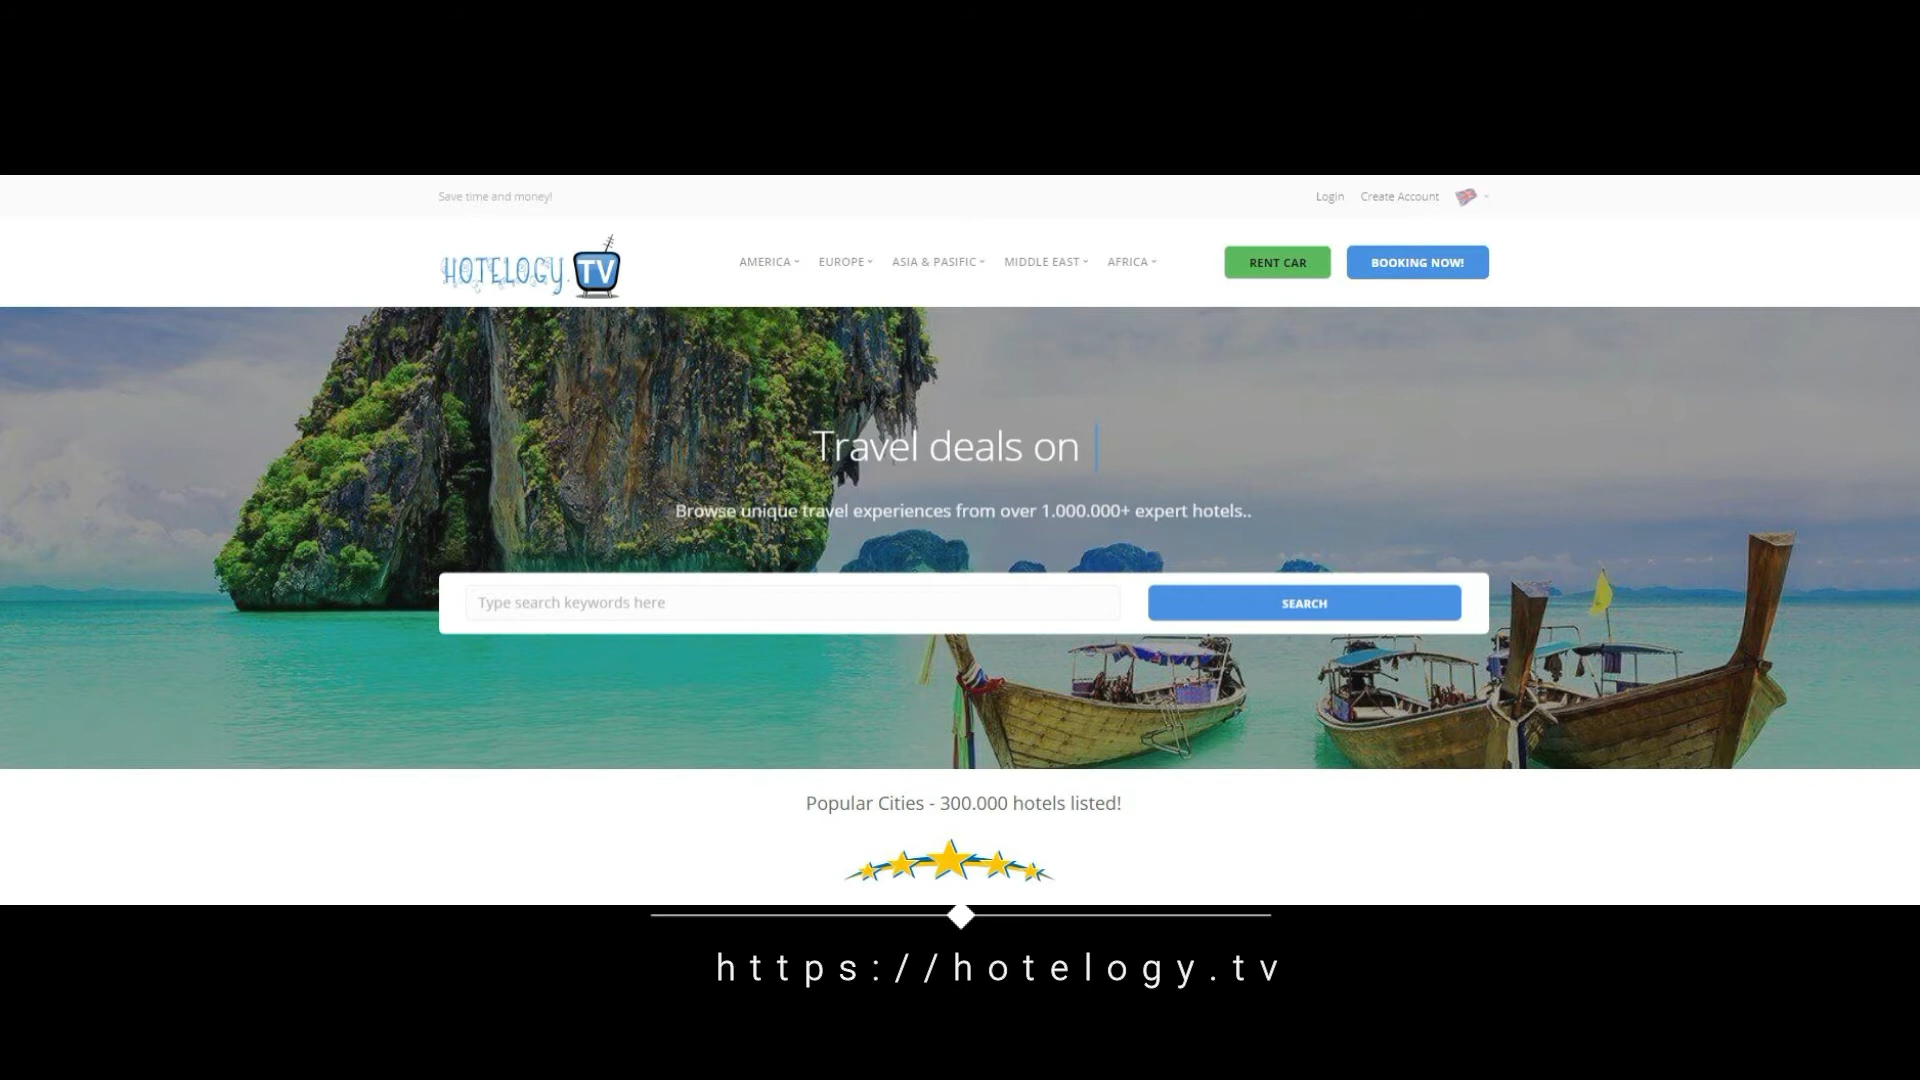 Save time and money!
Login Create Account
HOTELOGY.TV
AMERICA EUROPE ASIA & PASIFIC MIDDLE EAST AFRICA
RENT CAR BOOKING NOW!
Travel deals on
Browse unique travel experiences from over 1.000.000+ expert hotels..
Type search keywords here SEARCH
Popular Cities - 300.000 hotels listed!
https://hotelogy.tv